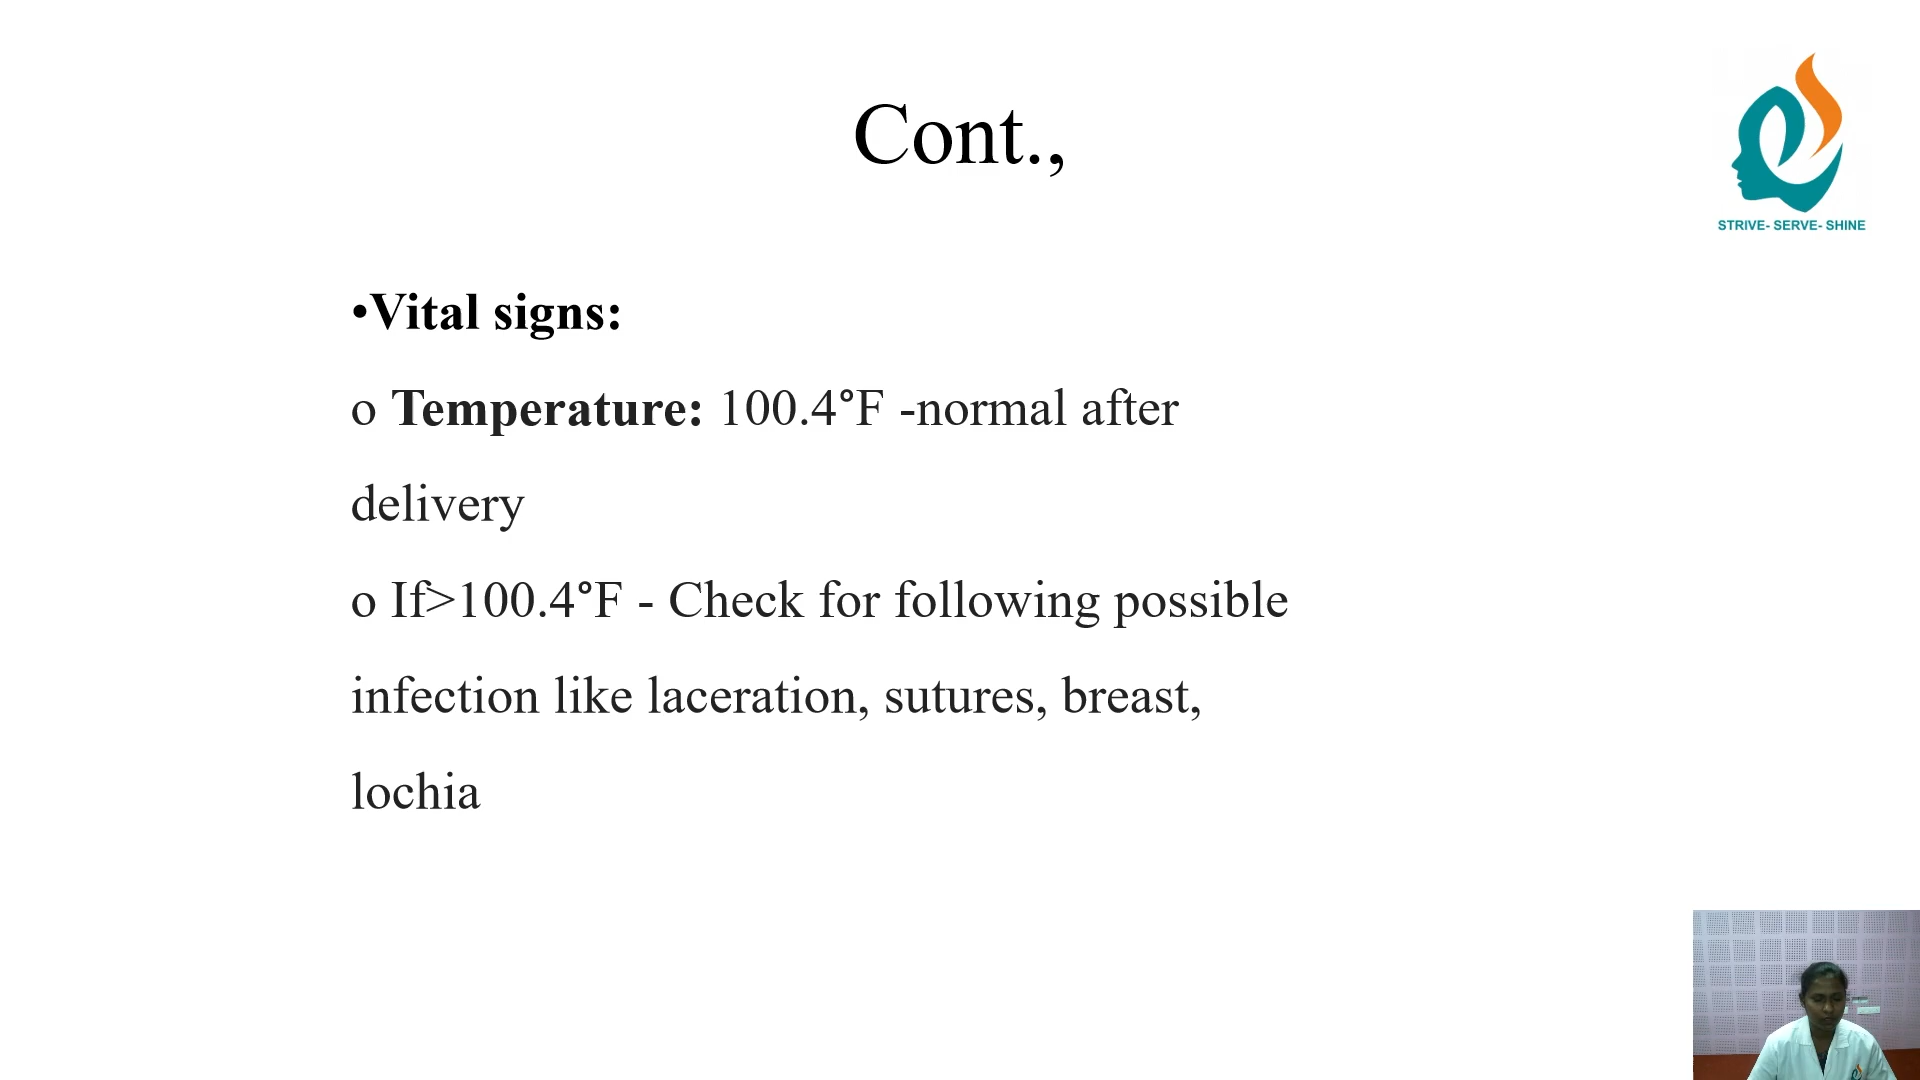 Cont.,
STRIVE- SERVE- SHINE
•Vital signs:
o Temperature: 100.4°F -normal after
delivery
o If>100.4°F - Check for following possible
infection like laceration, sutures, breast,
lochia